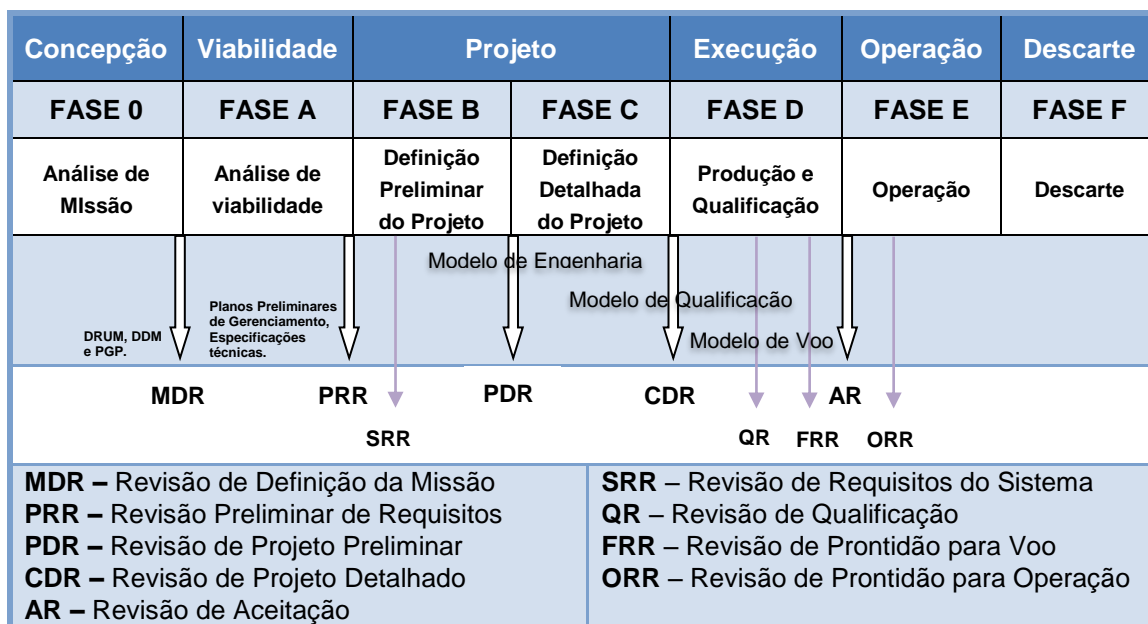 Concepção Viabilidade Projeto Execução Operação Descarte
FASE 0 FASE A FASE B FASE C FASE D FASE E FASE F
Análise de
MIssão
Análise de
viabilidade
Definição
Preliminar
do Projeto
Definição
Detalhada
do Projeto
Produção e
Qualificação
Operação
Descarte
Modelo de Engenharia
Modelo de Qualificação
Modelo de Voo
DRUM, DDM
e PGP.
Planos Preliminares
de Gerenciamento,
Especificações
técnicas.
MDR PRR PDR CDR AR
SRR QR FRR ORR
MDR – Revisão de Definição da Missão
PRR – Revisão Preliminar de Requisitos
PDR – Revisão de Projeto Preliminar
CDR – Revisão de Projeto Detalhado
AR – Revisão de Aceitação
SRR – Revisão de Requisitos do Sistema
QR – Revisão de Qualificação
FRR – Revisão de Prontidão para Voo
ORR – Revisão de Prontidão para Operação